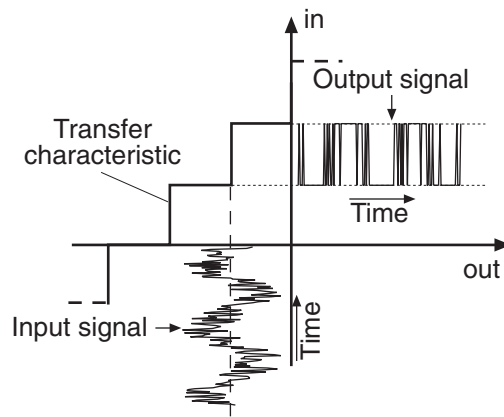 in
Output signal
Transfer
characteristic
Time
out
Input signal
Time